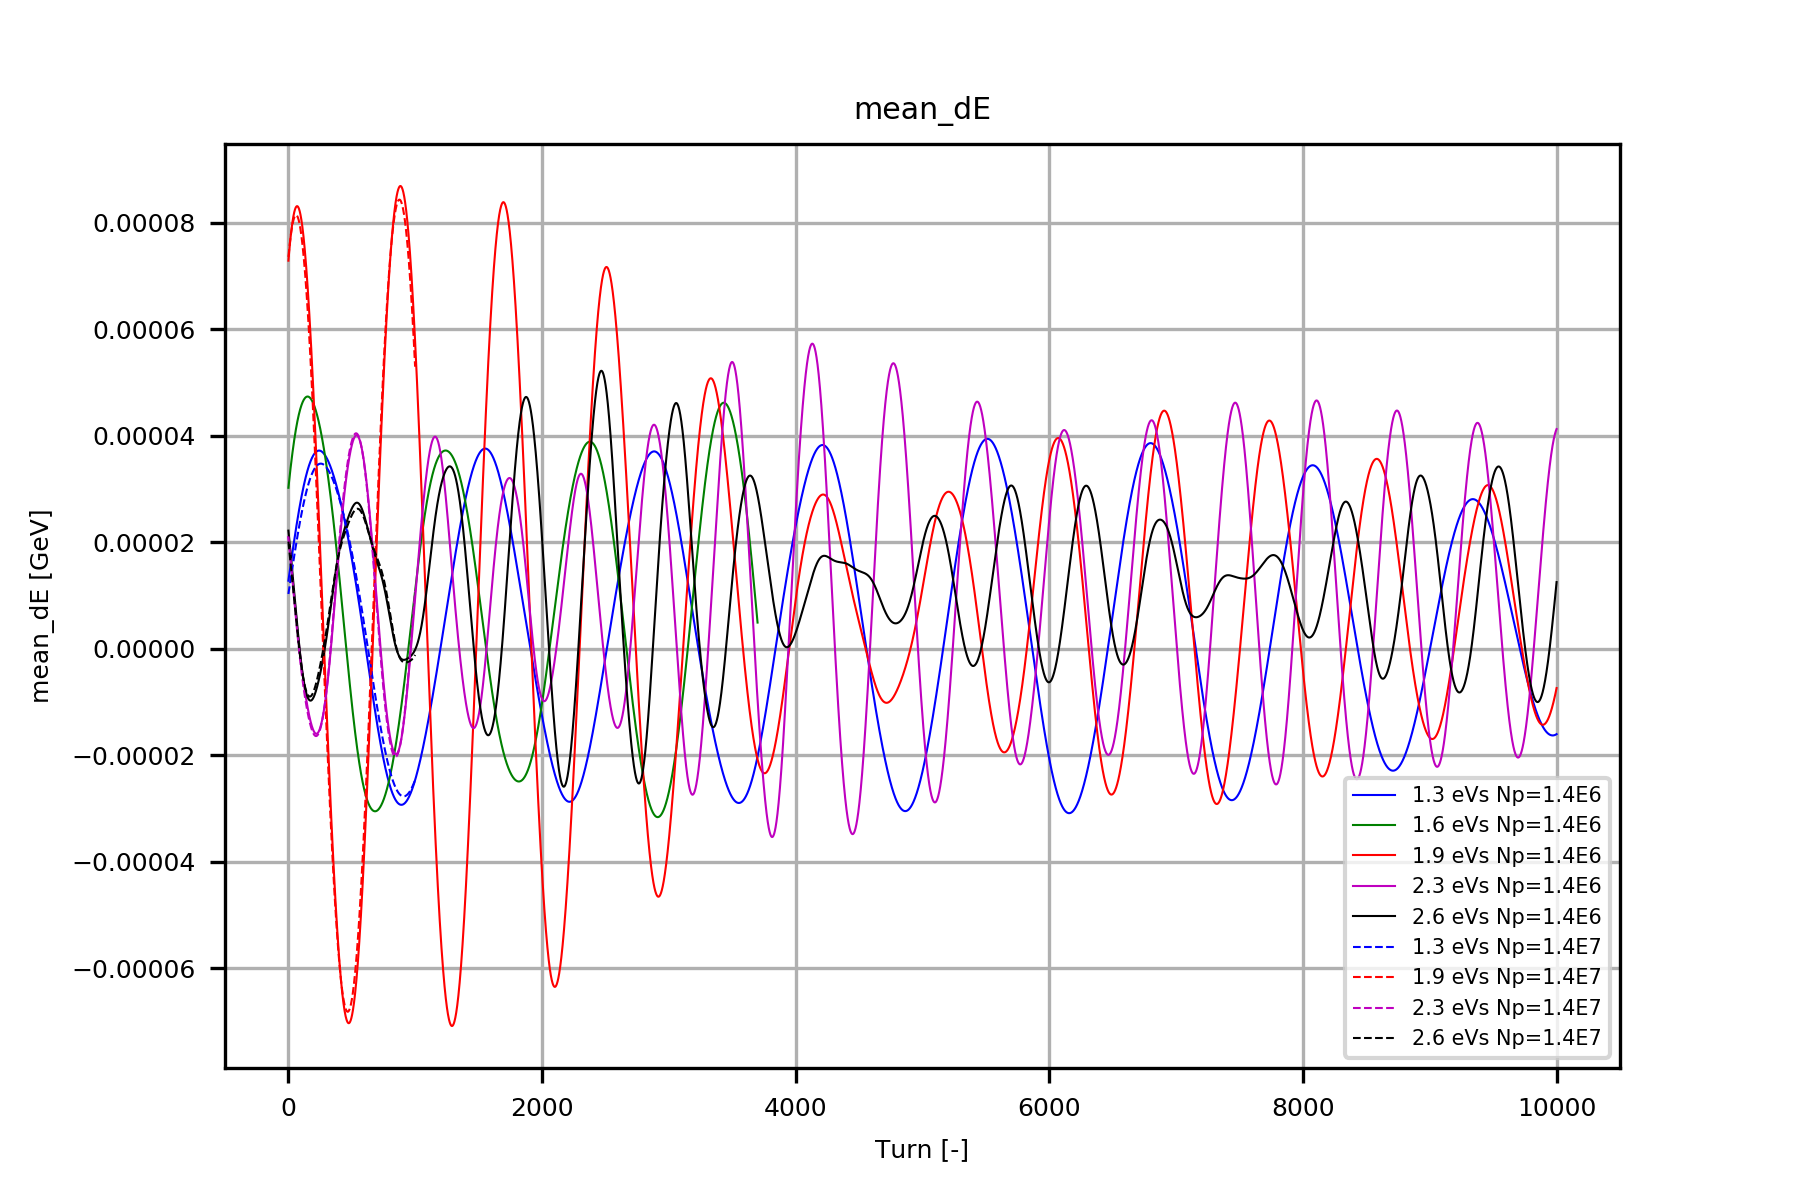 mean_dE
mean_dE [GeV]
0.00008
0.00006
0.00004
0.00002
0.00000
−0.00002
−0.00004
−0.00006
0 2000 4000 6000 8000 10000
Turn [-]
1.3 eVs Np=1.4E6
1.6 eVs Np=1.4E6
1.9 eVs Np=1.4E6
2.3 eVs Np=1.4E6
2.6 eVs Np=1.4E6
1.3 eVs Np=1.4E7
1.9 eVs Np=1.4E7
2.3 eVs Np=1.4E7
2.6 eVs Np=1.4E7